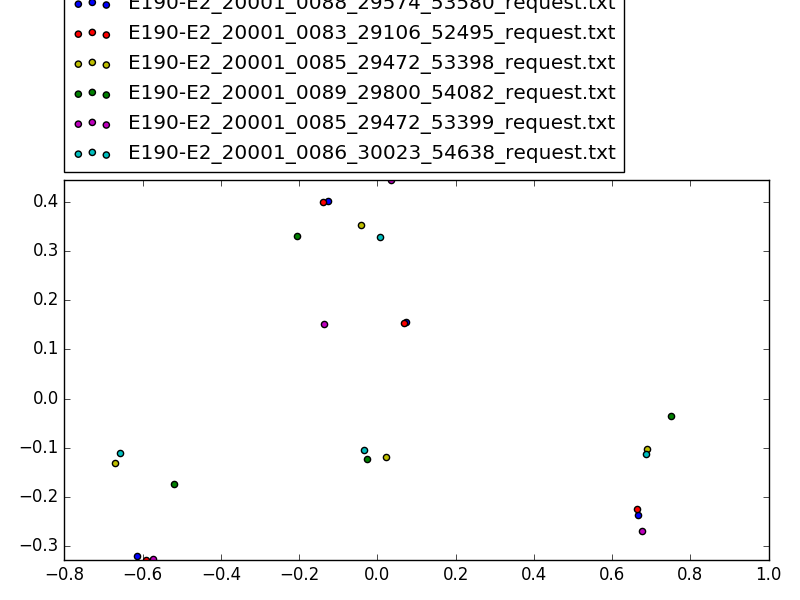 E190-E2_20001_0088_29574_53580_request.txt
E190-E2_20001_0083_29106_52495_request.txt
E190-E2_20001_0085_29472_53398_request.txt
E190-E2_20001_0089_29800_54082_request.txt
E190-E2_20001_0085_29472_53399_request.txt
E190-E2_20001_0086_30023_54638_request.txt
0.4
0.3
0.2
0.1
0.0
−0.1
−0.2
−0.3
−0.8 −0.6 −0.4 −0.2 0.0 0.2 0.4 0.6 0.8 1.0